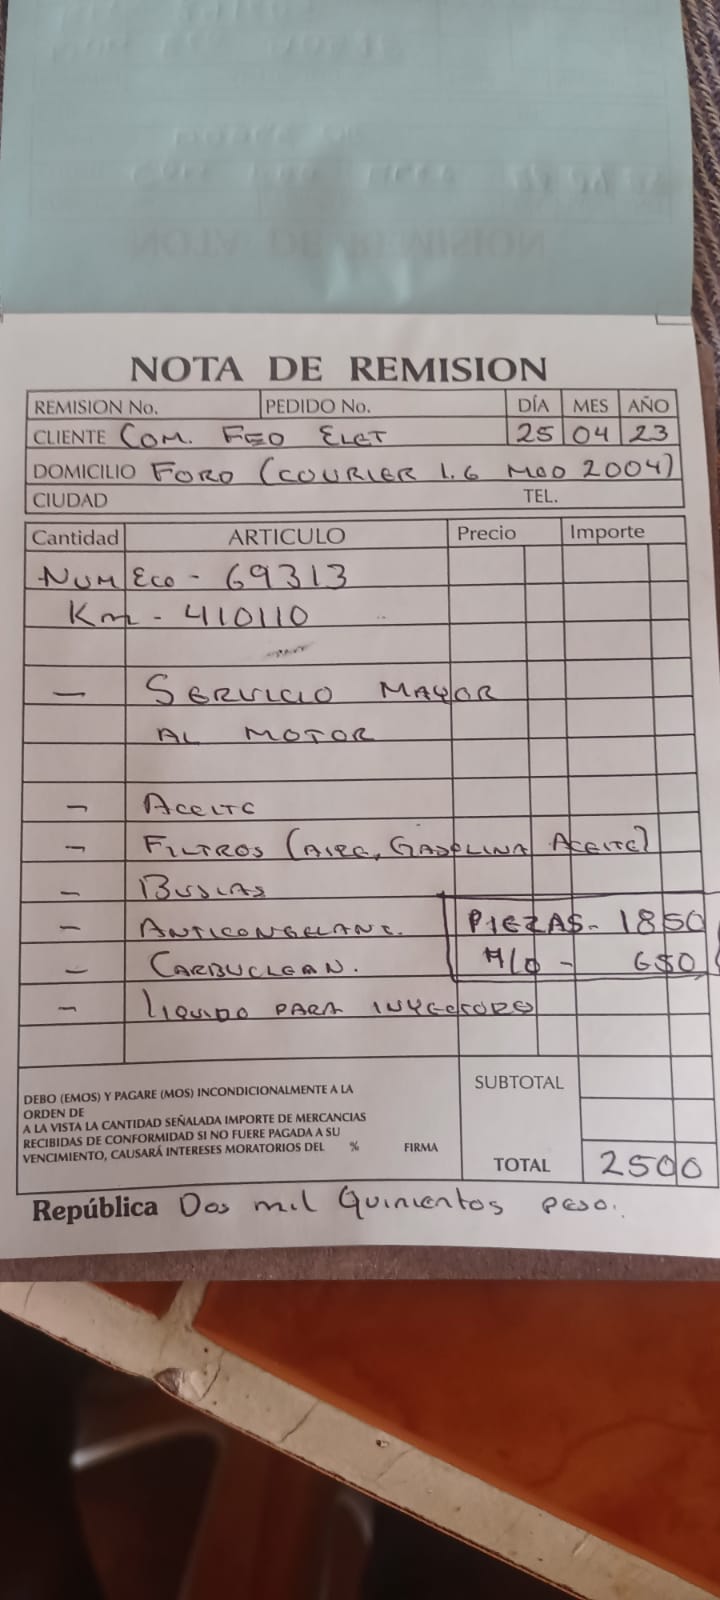 NOTA DE REMISION
REMISION No. PEDIDO No. DÍA MES AÑO
CLIENTE COM. FEO ELET 25 04 23
DOMICILIO FORD (COURIER 1.6 MOD 2004)
CIUDAD TEL.
Cantidad ARTICULO Precio Importe
NUM ECO - 69313
Km - 410110
— SERVICIO MAYOR
AL MOTOR
— ACEITE
— FILTROS (AIRE, GASOLINA ACEITE)
— BUJIAS
— ANTICONGELANT. PIEZAS - 1850
— CARBUCLEAN. M/O - 650
— LIQUIDO PARA INYECTORES
SUBTOTAL
DEBO (EMOS) Y PAGARE (MOS) INCONDICIONALMENTE A LA
ORDEN DE
A LA VISTA LA CANTIDAD SEÑALADA IMPORTE DE MERCANCIAS
RECIBIDAS DE CONFORMIDAD SI NO FUERE PAGADA A SU
VENCIMIENTO, CAUSARÁ INTERESES MORATORIOS DEL % FIRMA
TOTAL 2500
República Dos mil Quinientos peso.